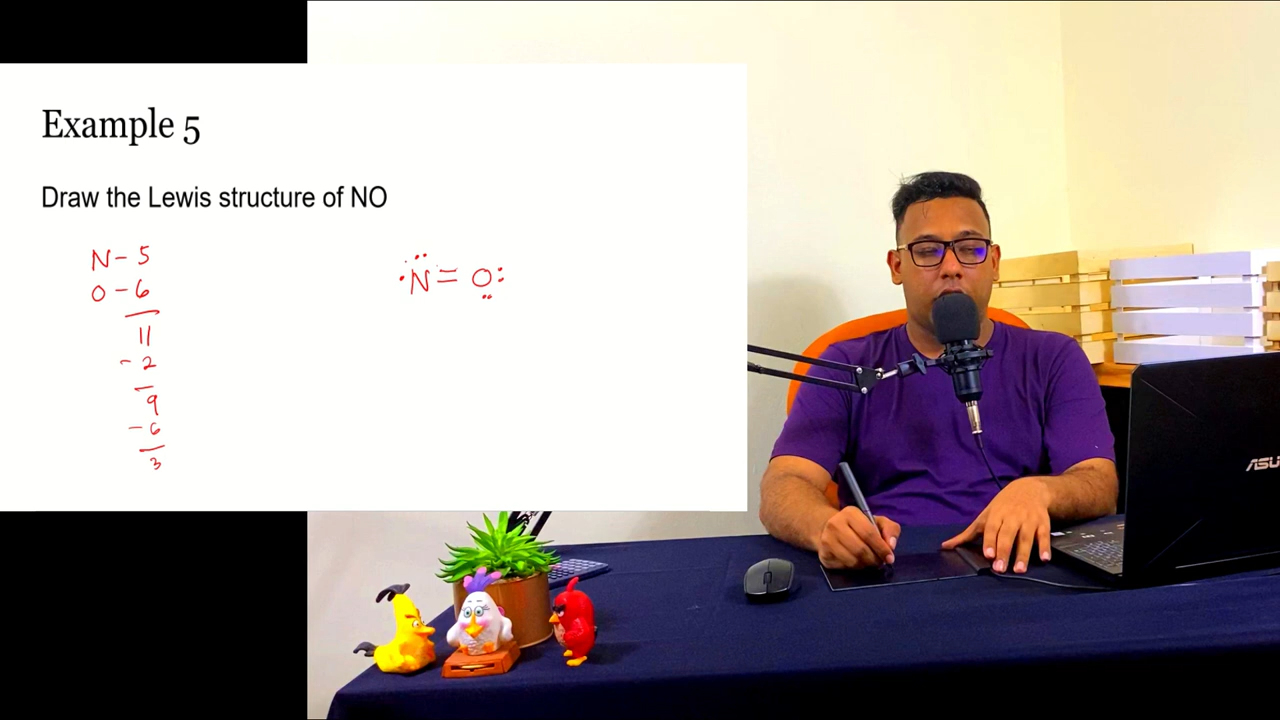 Example 5
Draw the Lewis structure of NO
N - 5
O - 6
11
- 2
9
- 6
3
N = O
ASU